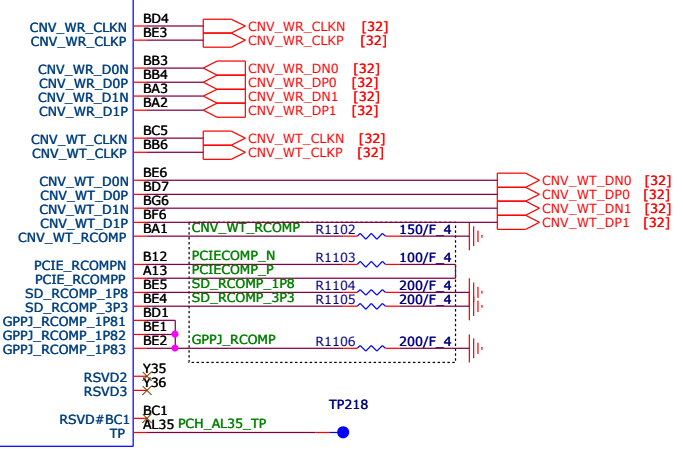 CNV_WR_CLKN BD4 CNV_WR_CLKN [32]
CNV_WR_CLKP BE3 CNV_WR_CLKP [32]
CNV_WR_D0N BB3 CNV_WR_DN0 [32]
CNV_WR_D0P BB4 CNV_WR_DP0 [32]
CNV_WR_D1N BA3 CNV_WR_DN1 [32]
CNV_WR_D1P BA2 CNV_WR_DP1 [32]
CNV_WT_CLKN BC5 CNV_WT_CLKN [32]
CNV_WT_CLKP BB6 CNV_WT_CLKP [32]
CNV_WT_D0N BE6 CNV_WT_DN0 [32]
CNV_WT_D0P BD7 CNV_WT_DP0 [32]
CNV_WT_D1N BG6 CNV_WT_DN1 [32]
CNV_WT_D1P BF6 CNV_WT_DP1 [32]
CNV_WT_RCOMP BA1 CNV_WT_RCOMP R1102 150/F_4
PCIE_RCOMPN B12 PCIECOMP_N R1103 100/F_4
PCIE_RCOMPP A13 PCIECOMP_P
SD_RCOMP_1P8 BE5 SD_RCOMP_1P8 R1104 200/F_4
SD_RCOMP_3P3 BE4 SD_RCOMP_3P3 R1105 200/F_4
GPPJ_RCOMP_1P81 BD1
GPPJ_RCOMP_1P82 BE1
GPPJ_RCOMP_1P83 BE2 GPPJ_RCOMP R1106 200/F_4
RSVD2 Y35
RSVD3 Y36
RSVD#BC1 BC1
TP AL35 PCH_AL35_TP TP218